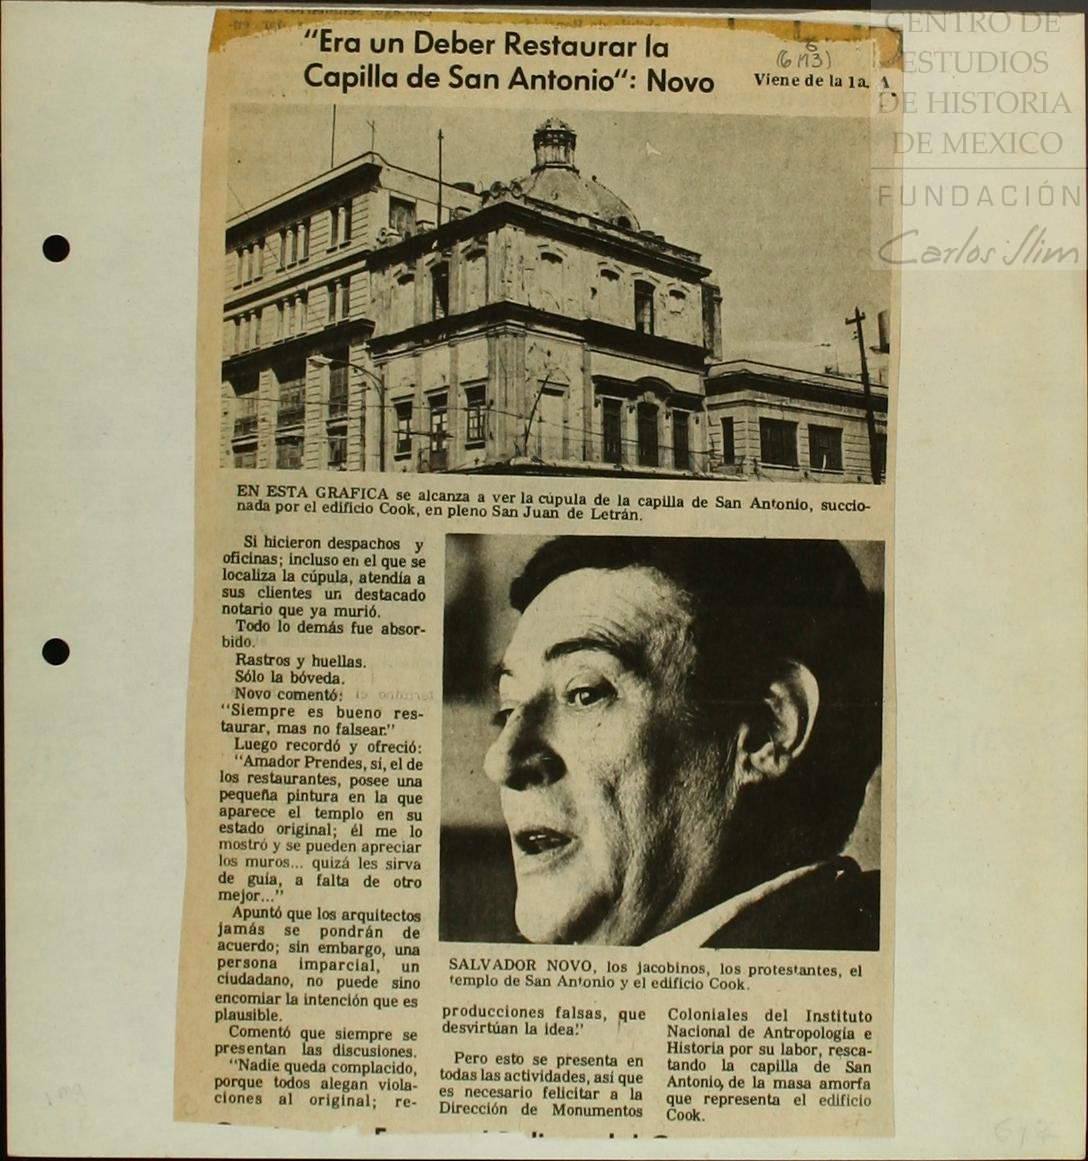 "Era un Deber Restaurar la
Capilla de San Antonio": Novo
Viene de la 1a. A
CENTRO DE
ESTUDIOS
DE HISTORIA
DE MEXICO
FUNDACIÓN
Carlos Slim
EN ESTA GRAFICA se alcanza a ver la cúpula de la capilla de San Antonio, succio-
nada por el edificio Cook, en pleno San Juan de Letrán.
Si hicieron despachos y
oficinas; incluso en el que se
localiza la cúpula, atendía a
sus clientes un destacado
notario que ya murió.
Todo lo demás fue absor-
bido.
Rastros y huellas.
Sólo la bóveda.
Novo comentó:
"Siempre es bueno res-
taurar, mas no falsear."
Luego recordó y ofreció:
"Amador Prendes, sí, el de
los restaurantes, posee una
pequeña pintura en la que
aparece el templo en su
estado original; él me lo
mostró y se pueden apreciar
los muros... quizá les sirva
de guía, a falta de otro
mejor..."
Apuntó que los arquitectos
jamás se pondrán de
acuerdo; sin embargo, una
persona imparcial, un
ciudadano, no puede sino
encomiar la intención que es
plausible.
Comentó que siempre se
presentan las discusiones.
"Nadie queda complacido,
porque todos alegan viola-
ciones al original; re-
SALVADOR NOVO, los jacobinos, los protestantes, el
templo de San Antonio y el edificio Cook.
producciones falsas, que
desvirtúan la idea."
Pero esto se presenta en
todas las actividades, así que
es necesario felicitar a la
Dirección de Monumentos
Coloniales del Instituto
Nacional de Antropología e
Historia por su labor, resca-
tando la capilla de San
Antonio, de la masa amorfa
que representa el edificio
Cook.